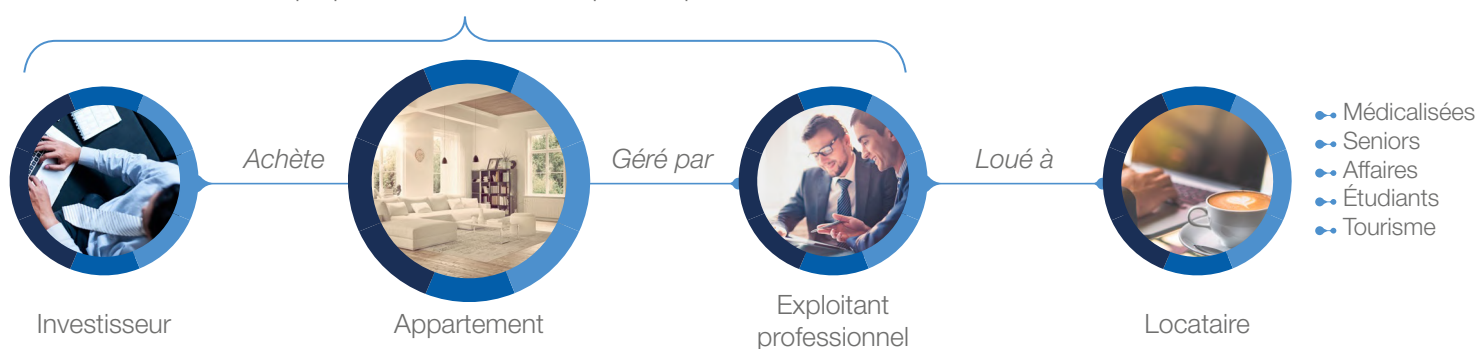 Achète
Géré par
Loué à
Médicalisées
Seniors
Affaires
Étudiants
Tourisme
Investisseur
Appartement
Exploitant
professionnel
Locataire